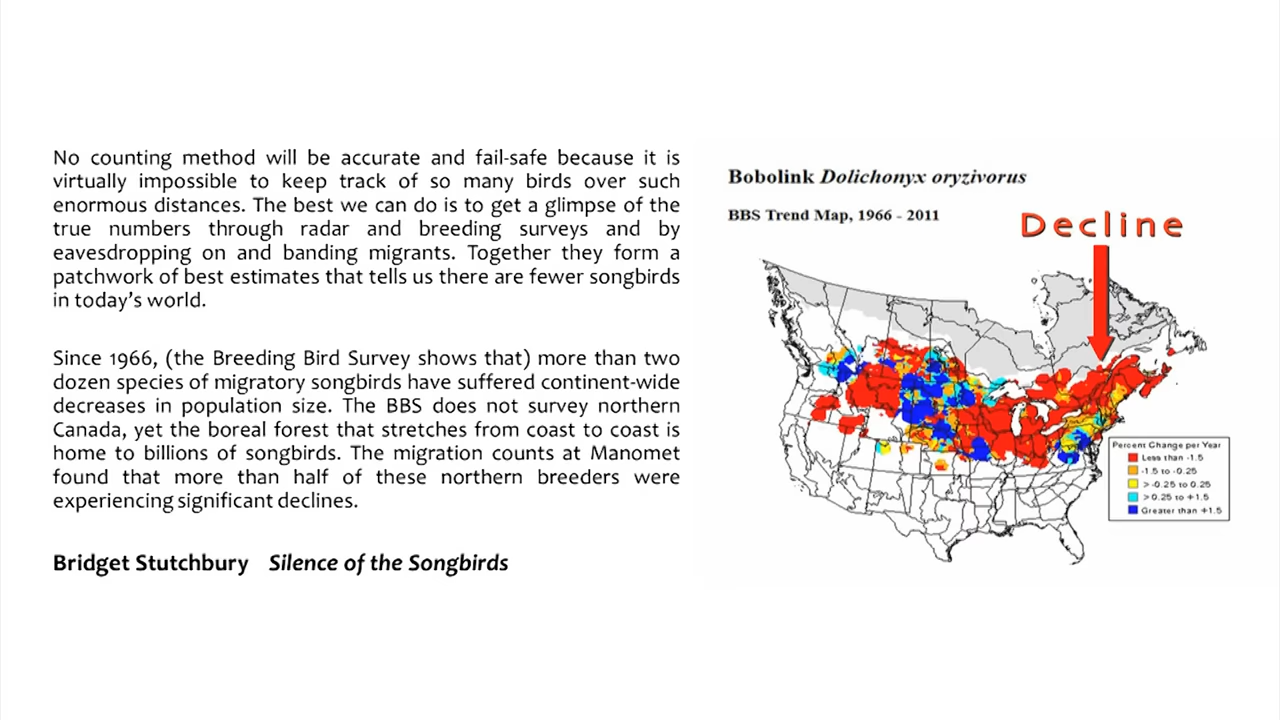 No counting method will be accurate and fail-safe because it is
virtually impossible to keep track of so many birds over such
enormous distances. The best we can do is to get a glimpse of the
true numbers through radar and breeding surveys and by
eavesdropping on and banding migrants. Together they form a
patchwork of best estimates that tells us there are fewer songbirds
in today's world.
Since 1966, (the Breeding Bird Survey shows that) more than two
dozen species of migratory songbirds have suffered continent-wide
decreases in population size. The BBS does not survey northern
Canada, yet the boreal forest that stretches from coast to coast is
home to billions of songbirds. The migration counts at Manomet
found that more than half of these northern breeders were
experiencing significant declines.
Bridget Stutchbury Silence of the Songbirds
Bobolink Dolichonyx oryzivorus
BBS Trend Map, 1966 - 2011
Decline
Percent Change per Year
Less than -1.5
-1.5 to -0.25
> -0.25 to 0.25
> 0.25 to +1.5
Greater than +1.5